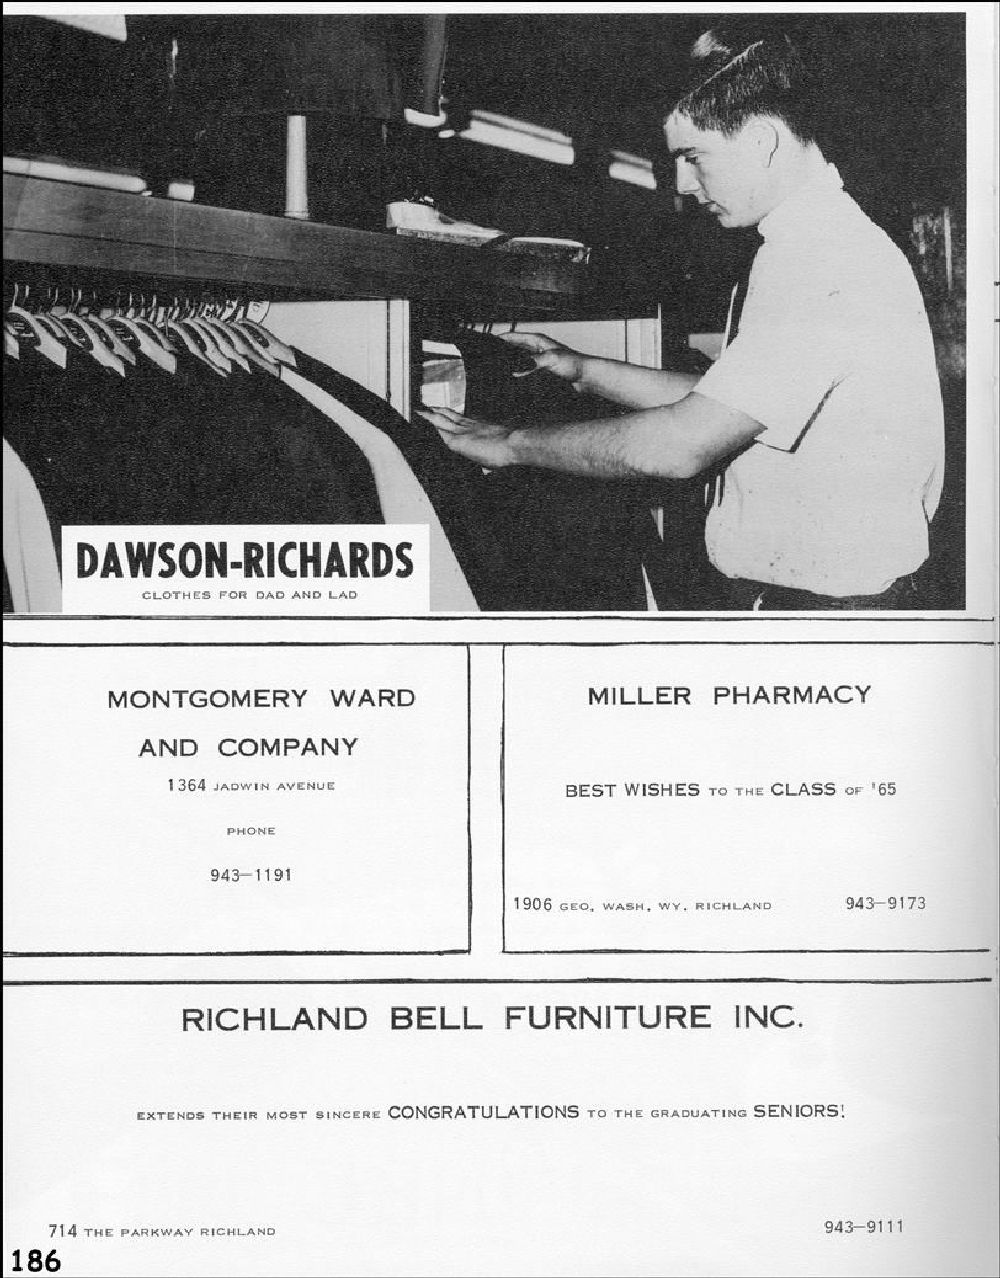 DAWSON-RICHARDS
CLOTHES FOR DAD AND LAD
MONTGOMERY WARD
AND COMPANY
1364 JADWIN AVENUE
PHONE
943-1191
MILLER PHARMACY
BEST WISHES TO THE CLASS OF '65
1906 GEO. WASH. WY. RICHLAND 943-9173
RICHLAND BELL FURNITURE INC.
EXTENDS THEIR MOST SINCERE CONGRATULATIONS TO THE GRADUATING SENIORS!
714 THE PARKWAY RICHLAND 943-9111
186